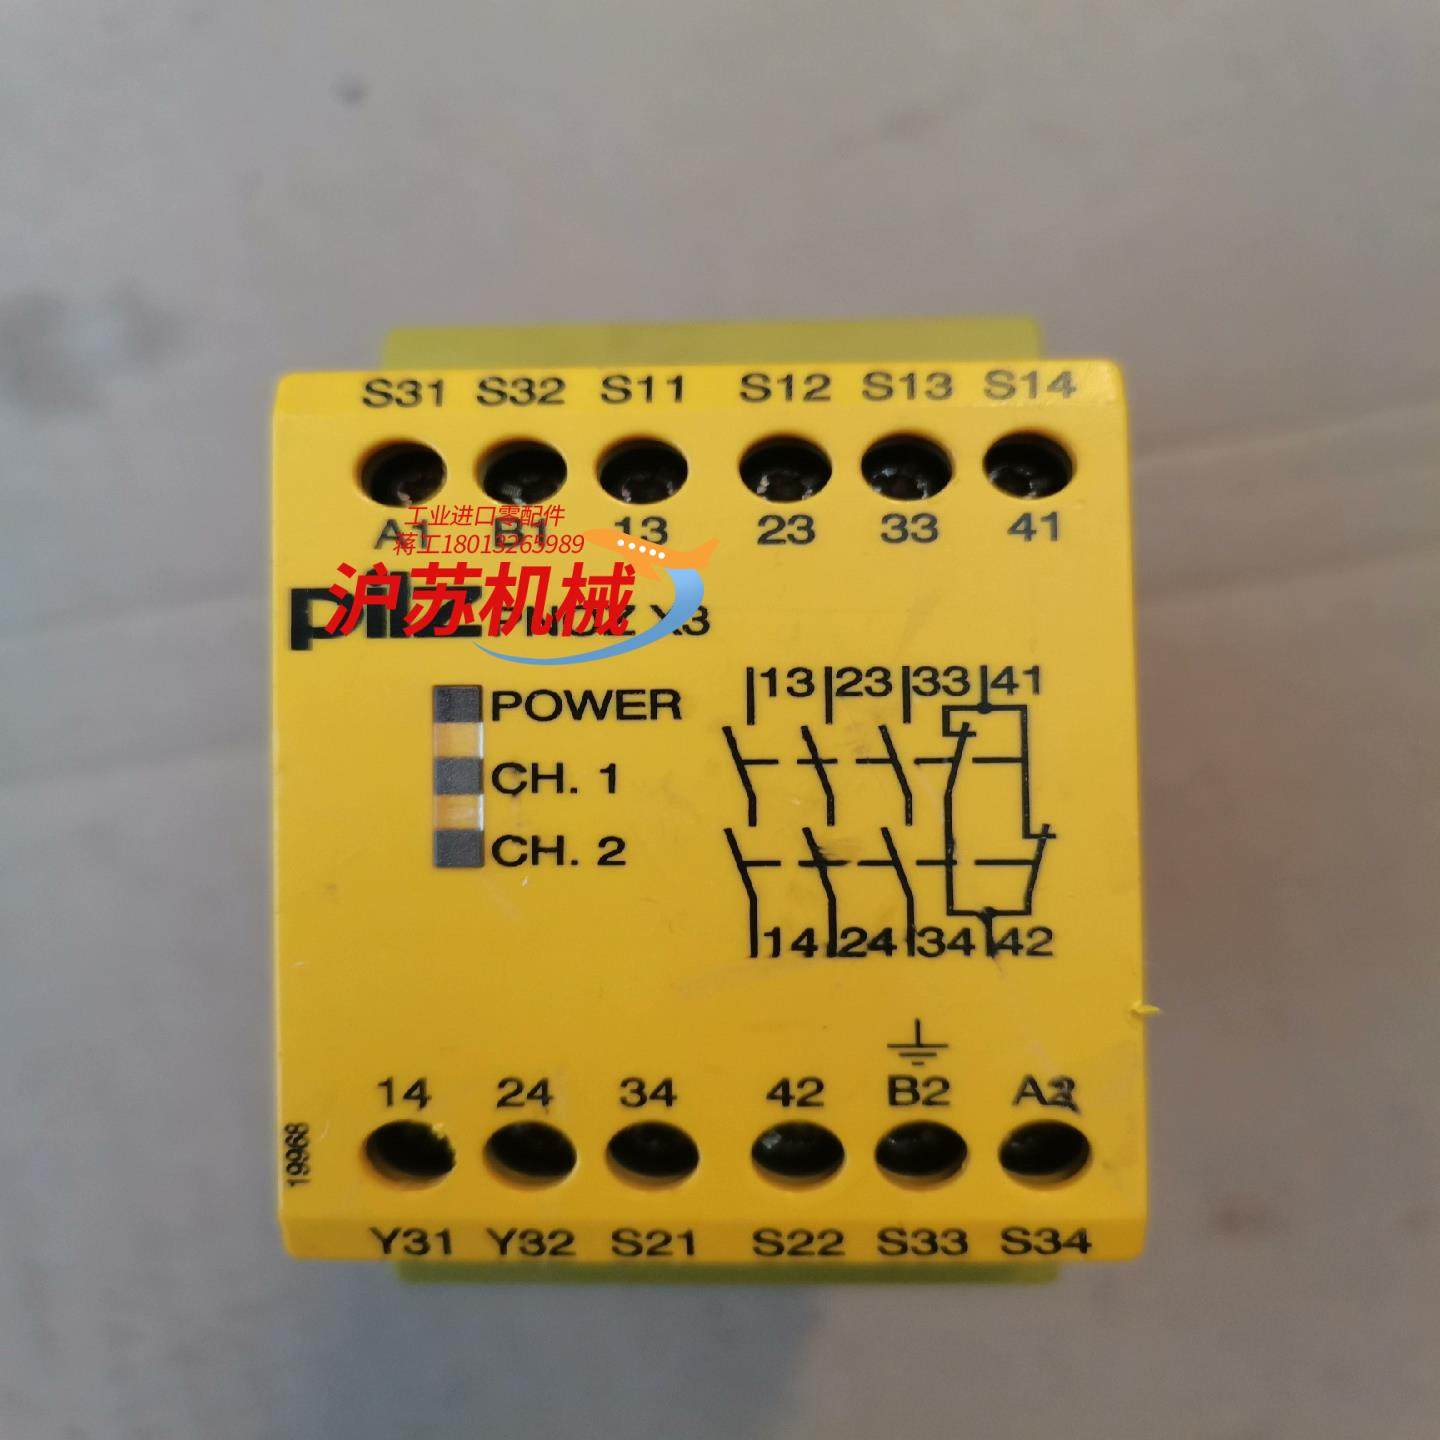 S31 S32 S11 S12 S13 S14
A1 B1 13 23 33 41
工业进口零配件
蒋工18013265989
沪苏机械
pilz PNOZ X3
POWER
CH. 1
CH. 2
13 23 33 41
14 24 34 42
14 24 34 42 B2 A2
19968
Y31 Y32 S21 S22 S33 S34